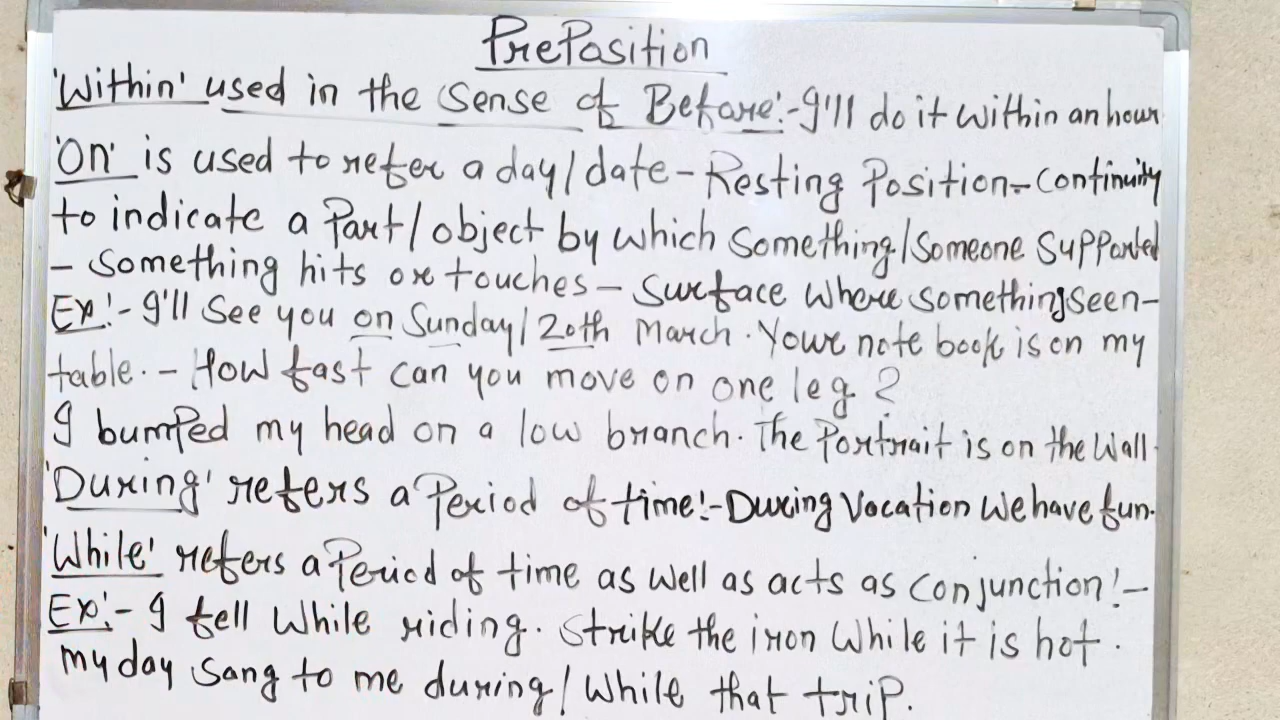 PrePosition
'Within' used in the Sense of Before:- I'll do it within an hour
'On' is used to refer a day/date - Resting Position - Continuity
to indicate a Part/object by which Something/Someone Supported
- Something hits or touches - Surface where something seen -
Ex:- I'll See you on Sunday/20th March. Your note book is on my
table. - How fast can you move on one leg ?
I bumped my head on a low branch. The Portrait is on the Wall.
'During' refers a Period of time:- During Vocation We have fun.
'While' refers a Period of time as well as acts as conjunction:-
Ex:- I fell While riding. Strike the iron While it is hot.
my day Sang to me during/While that trip.